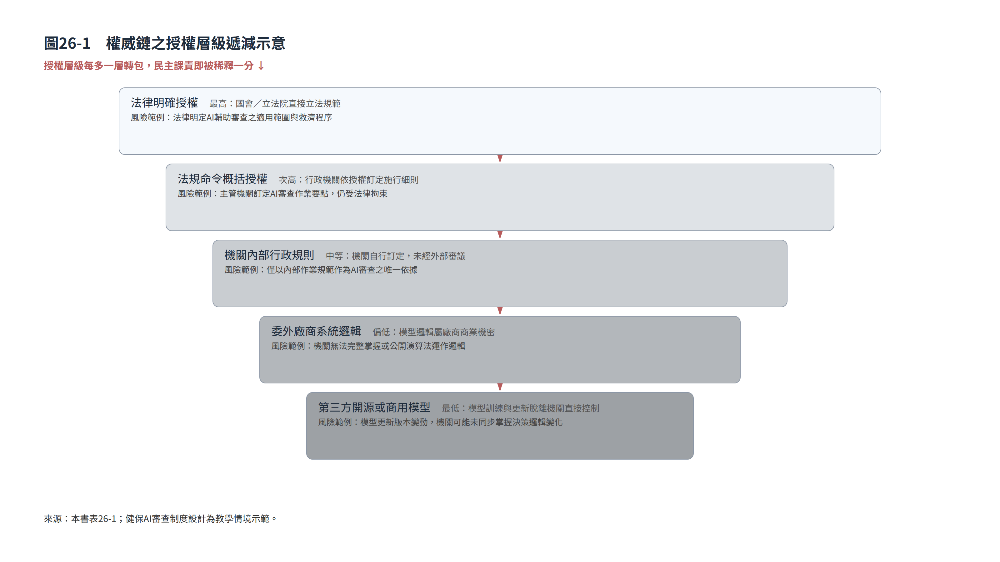 圖26-1　權威鏈之授權層級遞減示意
授權層級每多一層轉包，民主課責即被稀釋一分 ↓
法律明確授權　最高：國會／立法院直接立法規範
風險範例：法律明定AI輔助審查之適用範圍與救濟程序
法規命令概括授權　次高：行政機關依授權訂定施行細則
風險範例：主管機關訂定AI審查作業要點，仍受法律拘束
機關內部行政規則　中等：機關自行訂定，未經外部審議
風險範例：僅以內部作業規範作為AI審查之唯一依據
委外廠商系統邏輯　偏低：模型邏輯屬廠商商業機密
風險範例：機關無法完整掌握或公開演算法運作邏輯
第三方開源或商用模型　最低：模型訓練與更新脫離機關直接控制
風險範例：模型更新版本變動，機關可能未同步掌握決策邏輯變化
來源：本書表26-1；健保AI審查制度設計為教學情境示範。